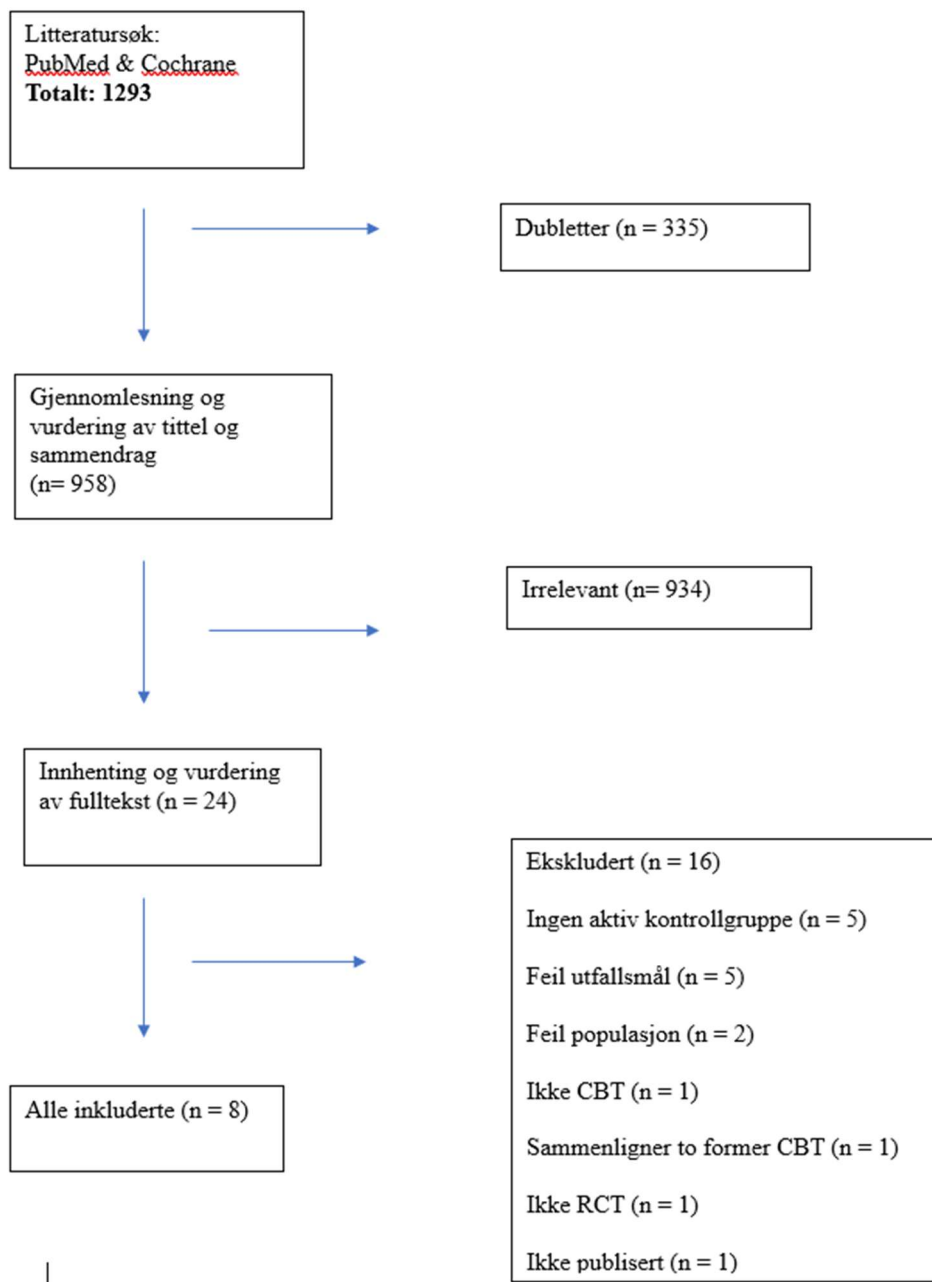 Litteratursøk:
PubMed & Cochrane
Totalt: 1293
Dubletter (n = 335)
Gjennomlesning og
vurdering av tittel og
sammendrag
(n= 958)
Irrelevant (n= 934)
Innhenting og vurdering
av fulltekst (n = 24)
Ekskludert (n = 16)
Ingen aktiv kontrollgruppe (n = 5)
Feil utfallsmål (n = 5)
Feil populasjon (n = 2)
Ikke CBT (n = 1)
Sammenligner to former CBT (n = 1)
Ikke RCT (n = 1)
Ikke publisert (n = 1)
Alle inkluderte (n = 8)